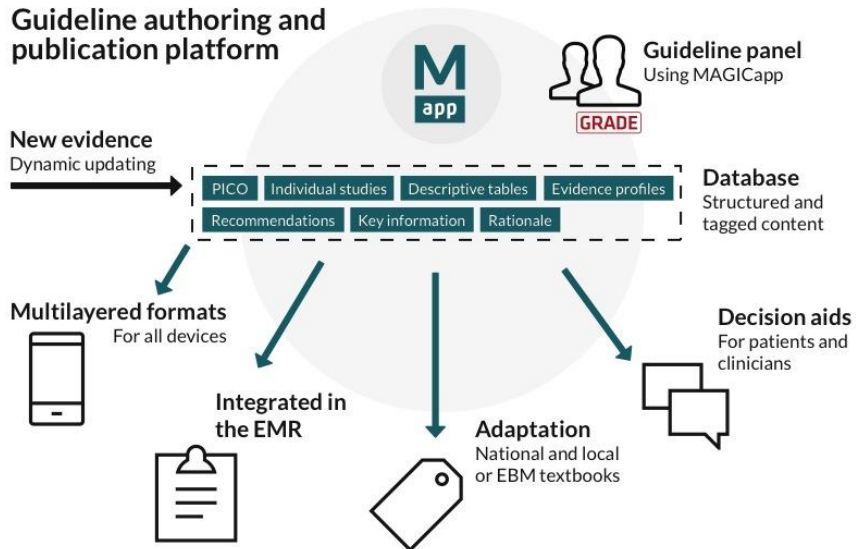 Guideline authoring and
publication platform
M
app
Guideline panel
Using MAGICapp
GRADE
New evidence
Dynamic updating
PICO
Individual studies
Descriptive tables
Evidence profiles
Recommendations
Key information
Rationale
Database
Structured and
tagged content
Multilayered formats
For all devices
Integrated in
the EMR
Adaptation
National and local
or EBM textbooks
Decision aids
For patients and
clinicians